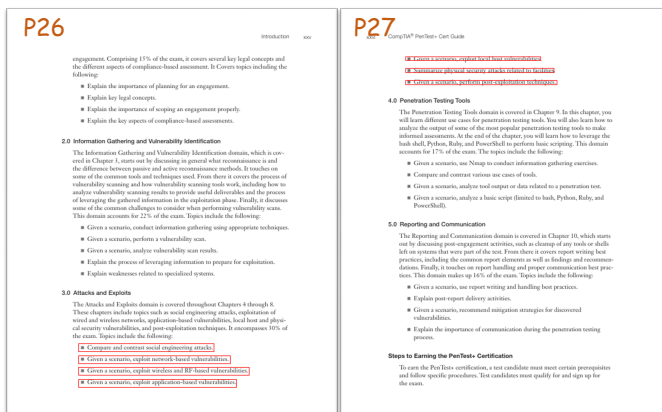 P26
Introduction xxv
engagement. Comprising 15% of the exam, it covers several key legal concepts and
the different aspects of compliance-based assessment. It Covers topics including the
following:
■ Explain the importance of planning for an engagement.
■ Explain key legal concepts.
■ Explain the importance of scoping an engagement properly.
■ Explain the key aspects of compliance-based assessments.
2.0 Information Gathering and Vulnerability Identification
The Information Gathering and Vulnerability Identification domain, which is cov-
ered in Chapter 3, starts out by discussing in general what reconnaissance is and
the difference between passive and active reconnaissance methods. It touches on
some of the common tools and techniques used. From there it covers the process of
vulnerability scanning and how vulnerability scanning tools work, including how to
analyze vulnerability scanning results to provide useful deliverables and the process
of leveraging the gathered information in the exploitation phase. Finally, it discusses
some of the common challenges to consider when performing vulnerability scans.
This domain accounts for 22% of the exam. Topics include the following:
■ Given a scenario, conduct information gathering using appropriate techniques.
■ Given a scenario, perform a vulnerability scan.
■ Given a scenario, analyze vulnerability scan results.
■ Explain the process of leveraging information to prepare for exploitation.
■ Explain weaknesses related to specialized systems.
3.0 Attacks and Exploits
The Attacks and Exploits domain is covered throughout Chapters 4 through 8.
These chapters include topics such as social engineering attacks, exploitation of
wired and wireless networks, application-based vulnerabilities, local host and physi-
cal security vulnerabilities, and post-exploitation techniques. It encompasses 30% of
the exam. Topics include the following:
■ Compare and contrast social engineering attacks.
■ Given a scenario, exploit network-based vulnerabilities.
■ Given a scenario, exploit wireless and RF-based vulnerabilities.
■ Given a scenario, exploit application-based vulnerabilities.
P27
CompTIA® PenTest+ Cert Guide
■ Given a scenario, exploit local host vulnerabilities.
■ Summarize physical security attacks related to facilities.
■ Given a scenario, perform post-exploitation techniques.
4.0 Penetration Testing Tools
The Penetration Testing Tools domain is covered in Chapter 9. In this chapter, you
will learn different use cases for penetration testing tools. You will also learn how to
analyze the output of some of the most popular penetration testing tools to make
informed assessments. At the end of the chapter, you will learn how to leverage the
bash shell, Python, Ruby, and PowerShell to perform basic scripting. This domain
accounts for 17% of the exam. The topics include the following:
■ Given a scenario, use Nmap to conduct information gathering exercises.
■ Compare and contrast various use cases of tools.
■ Given a scenario, analyze tool output or data related to a penetration test.
■ Given a scenario, analyze a basic script (limited to bash, Python, Ruby, and
PowerShell).
5.0 Reporting and Communication
The Reporting and Communication domain is covered in Chapter 10, which starts
out by discussing post-engagement activities, such as cleanup of any tools or shells
left on systems that were part of the test. From there it covers report writing best
practices, including the common report elements as well as findings and recommen-
dations. Finally, it touches on report handling and proper communication best prac-
tices. This domain makes up 16% of the exam. Topics include the following:
■ Given a scenario, use report writing and handling best practices.
■ Explain post-report delivery activities.
■ Given a scenario, recommend mitigation strategies for discovered
vulnerabilities.
■ Explain the importance of communication during the penetration testing
process.
Steps to Earning the PenTest+ Certification
To earn the PenTest+ certification, a test candidate must meet certain prerequisites
and follow specific procedures. Test candidates must qualify for and sign up for
the exam.